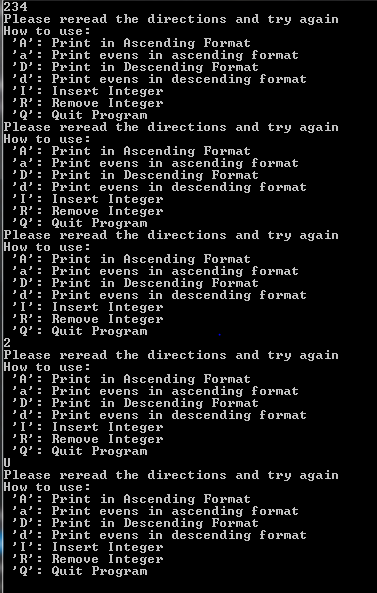 234
Please reread the directions and try again
How to use:
'A': Print in Ascending Format
'a': Print evens in ascending format
'D': Print in Descending Format
'd': Print evens in descending format
'I': Insert Integer
'R': Remove Integer
'Q': Quit Program
Please reread the directions and try again
How to use:
'A': Print in Ascending Format
'a': Print evens in ascending format
'D': Print in Descending Format
'd': Print evens in descending format
'I': Insert Integer
'R': Remove Integer
'Q': Quit Program
Please reread the directions and try again
How to use:
'A': Print in Ascending Format
'a': Print evens in ascending format
'D': Print in Descending Format
'd': Print evens in descending format
'I': Insert Integer
'R': Remove Integer
'Q': Quit Program
2
Please reread the directions and try again
How to use:
'A': Print in Ascending Format
'a': Print evens in ascending format
'D': Print in Descending Format
'd': Print evens in descending format
'I': Insert Integer
'R': Remove Integer
'Q': Quit Program
U
Please reread the directions and try again
How to use:
'A': Print in Ascending Format
'a': Print evens in ascending format
'D': Print in Descending Format
'd': Print evens in descending format
'I': Insert Integer
'R': Remove Integer
'Q': Quit Program